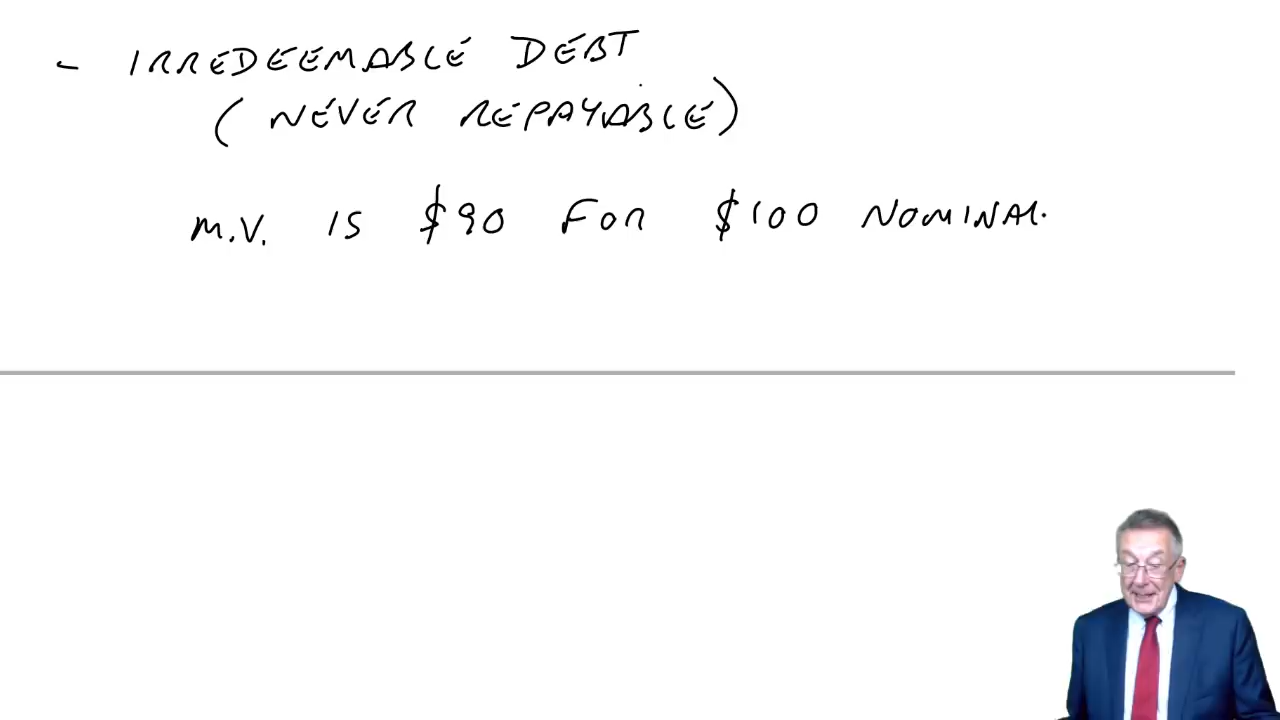 - IRREDEEMABLE DEBT
(NEVER REPAYABLE)
M.V. IS $90 FOR $100 NOMINAL.